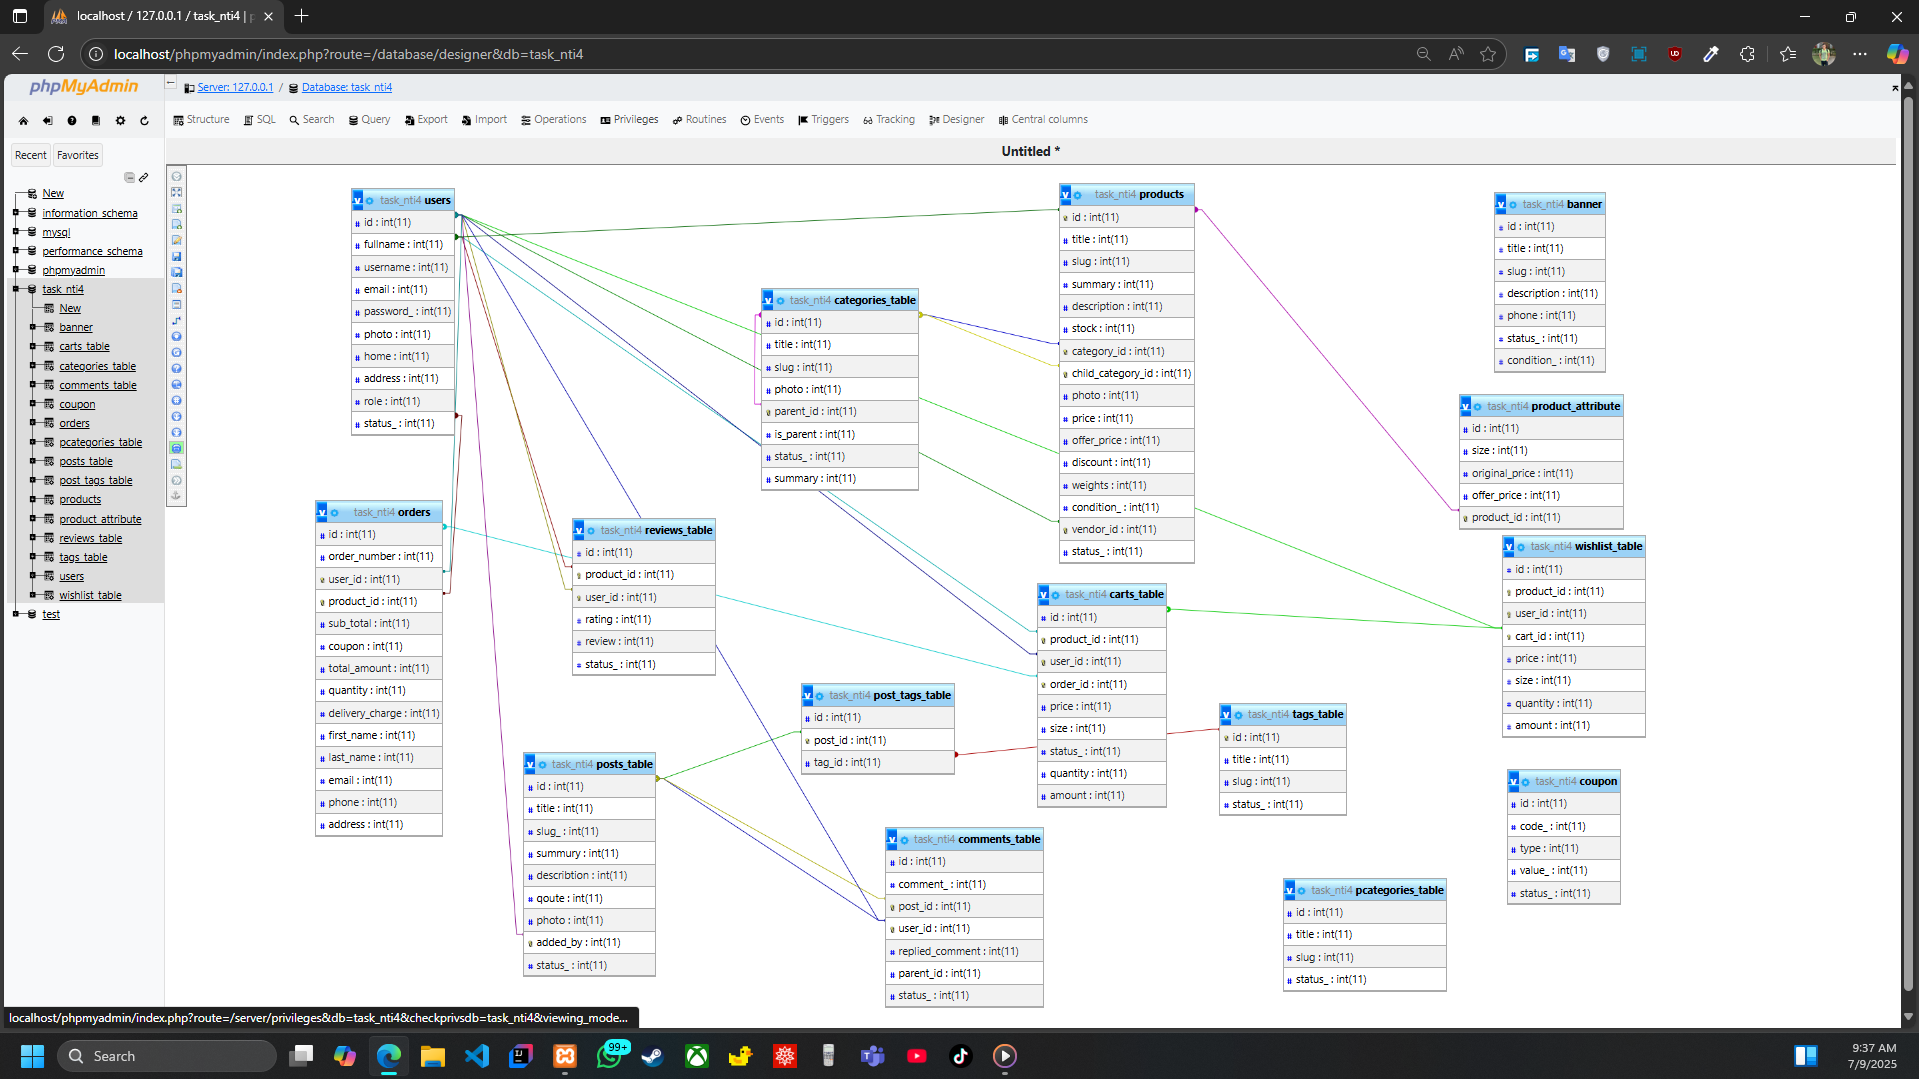 localhost / 127.0.0.1 / task_nti4 | p
localhost/phpmyadmin/index.php?route=/database/designer&db=task_nti4
phpMyAdmin
Recent Favorites
New
information_schema
mysql
performance_schema
phpmyadmin
task_nti4
New
banner
carts_table
categories_table
comments_table
coupon
orders
pcategories_table
posts_table
post_tags_table
products
product_attribute
reviews_table
tags_table
users
wishlist_table
test
Server: 127.0.0.1 / Database: task_nti4
Structure SQL Search Query Export Import Operations Privileges Routines Events Triggers Tracking Designer Central columns
Untitled *
task_nti4 users
id : int(11)
fullname : int(11)
username : int(11)
email : int(11)
password_ : int(11)
photo : int(11)
home : int(11)
address : int(11)
role : int(11)
status_ : int(11)
task_nti4 orders
id : int(11)
order_number : int(11)
user_id : int(11)
product_id : int(11)
sub_total : int(11)
coupon : int(11)
total_amount : int(11)
quantity : int(11)
delivery_charge : int(11)
first_name : int(11)
last_name : int(11)
email : int(11)
phone : int(11)
address : int(11)
task_nti4 reviews_table
id : int(11)
product_id : int(11)
user_id : int(11)
rating : int(11)
review : int(11)
status_ : int(11)
task_nti4 posts_table
id : int(11)
title : int(11)
slug_ : int(11)
summury : int(11)
describtion : int(11)
qoute : int(11)
photo : int(11)
added_by : int(11)
status_ : int(11)
task_nti4 categories_table
id : int(11)
title : int(11)
slug : int(11)
photo : int(11)
parent_id : int(11)
is_parent : int(11)
status_ : int(11)
summary : int(11)
task_nti4 post_tags_table
id : int(11)
post_id : int(11)
tag_id : int(11)
task_nti4 comments_table
id : int(11)
comment_ : int(11)
post_id : int(11)
user_id : int(11)
replied_comment : int(11)
parent_id : int(11)
status_ : int(11)
task_nti4 products
id : int(11)
title : int(11)
slug : int(11)
summary : int(11)
description : int(11)
stock : int(11)
category_id : int(11)
child_category_id : int(11)
photo : int(11)
price : int(11)
offer_price : int(11)
discount : int(11)
weights : int(11)
condition_ : int(11)
vendor_id : int(11)
status_ : int(11)
task_nti4 carts_table
id : int(11)
product_id : int(11)
user_id : int(11)
order_id : int(11)
price : int(11)
size : int(11)
status_ : int(11)
quantity : int(11)
amount : int(11)
task_nti4 tags_table
id : int(11)
title : int(11)
slug : int(11)
status_ : int(11)
task_nti4 pcategories_table
id : int(11)
title : int(11)
slug : int(11)
status_ : int(11)
task_nti4 banner
id : int(11)
title : int(11)
slug : int(11)
description : int(11)
phone : int(11)
status_ : int(11)
condition_ : int(11)
task_nti4 product_attribute
id : int(11)
size : int(11)
original_price : int(11)
offer_price : int(11)
product_id : int(11)
task_nti4 wishlist_table
id : int(11)
product_id : int(11)
user_id : int(11)
cart_id : int(11)
price : int(11)
size : int(11)
quantity : int(11)
amount : int(11)
task_nti4 coupon
id : int(11)
code_ : int(11)
type : int(11)
value_ : int(11)
status_ : int(11)
localhost/phpmyadmin/index.php?route=/server/privileges&db=task_nti4&checkprivsdb=task_nti4&viewing_mode...
Search
99+
9:37 AM
7/9/2025